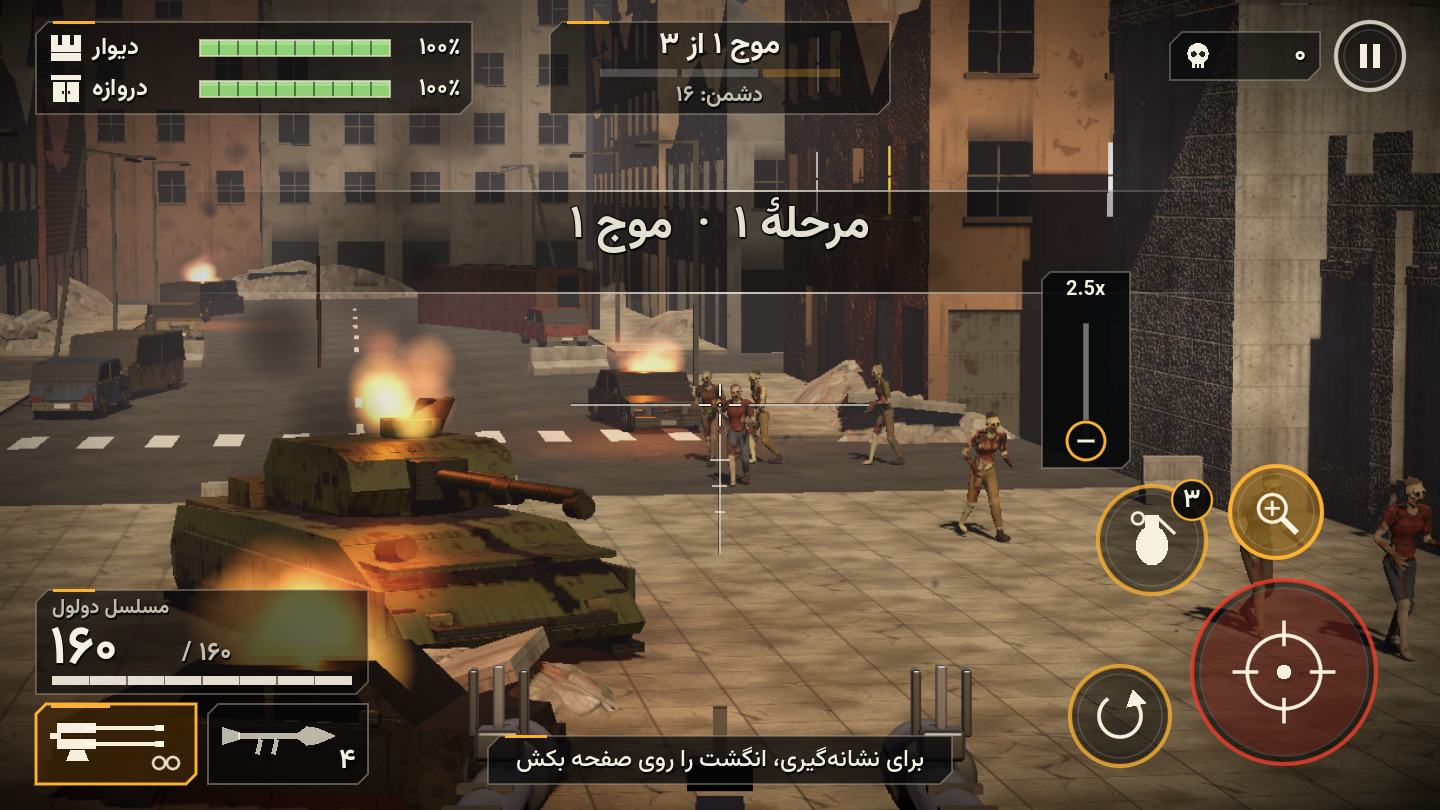 دیوار ۱۰۰٪
دروازه ۱۰۰٪
موج ۱ از ۳
دشمن: ۱۶
۰
مرحلهٔ ۱ · موج ۱
2.5x
۳
مسلسل دولول
۱۶۰ / ۱۶۰
∞
۴
برای نشانه‌گیری، انگشت را روی صفحه بکش